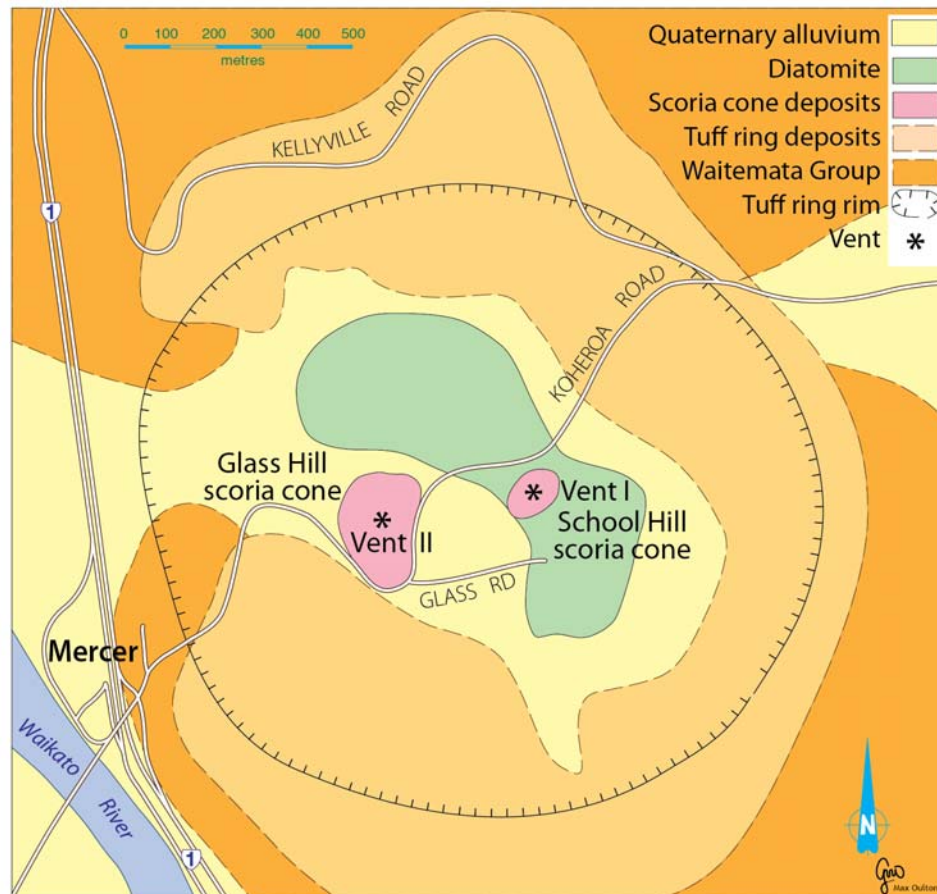 0 100 200 300 400 500
metres
Quaternary alluvium
Diatomite
Scoria cone deposits
Tuff ring deposits
Waitemata Group
Tuff ring rim
Vent *
KELLYVILLE ROAD
1
KOHEROA ROAD
Glass Hill
scoria cone
*
Vent II
*
Vent I
School Hill
scoria cone
GLASS RD
Mercer
Waikato
River
1
N
Max Oulton